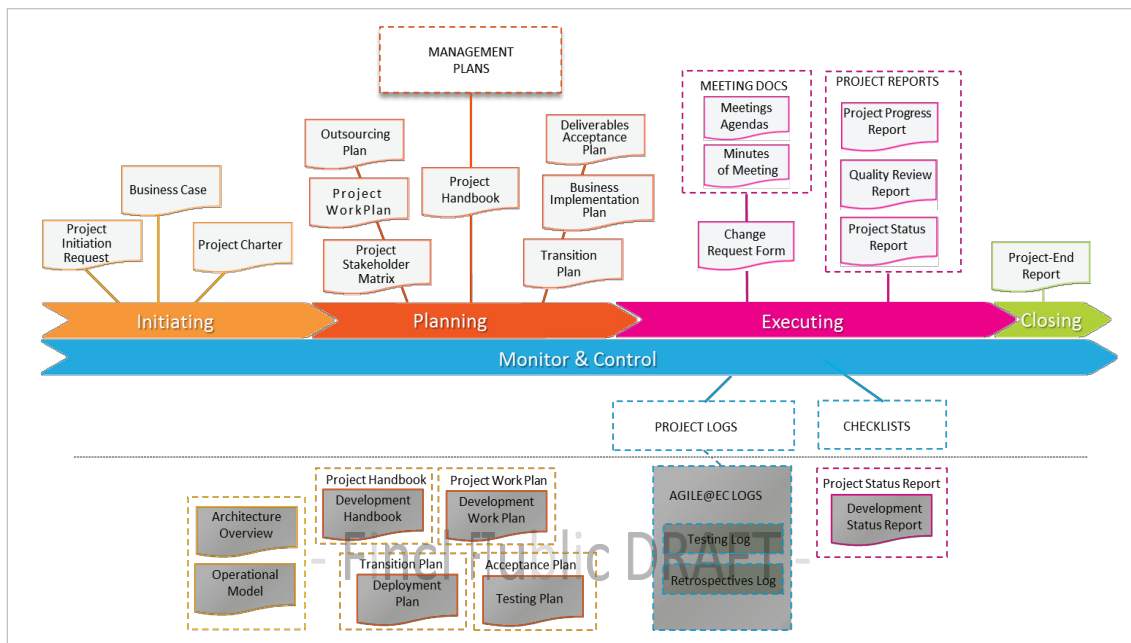 MANAGEMENT
PLANS
MEETING DOCS
Meetings
Agendas
Minutes
of Meeting
Change
Request Form
PROJECT REPORTS
Project Progress
Report
Quality Review
Report
Project Status
Report
Outsourcing
Plan
Project
WorkPlan
Project
Stakeholder
Matrix
Project
Handbook
Deliverables
Acceptance
Plan
Business
Implementation
Plan
Transition
Plan
Business Case
Project
Initiation
Request
Project Charter
Project-End
Report
Initiating
Planning
Executing
Closing
Monitor & Control
PROJECT LOGS
CHECKLISTS
Project Handbook
Development
Handbook
Project Work Plan
Development
Work Plan
AGILE@EC LOGS
Testing Log
Retrospectives Log
Project Status Report
Development
Status Report
Architecture
Overview
Operational
Model
Transition Plan
Deployment
Plan
Acceptance Plan
Testing Plan
DRAFT -